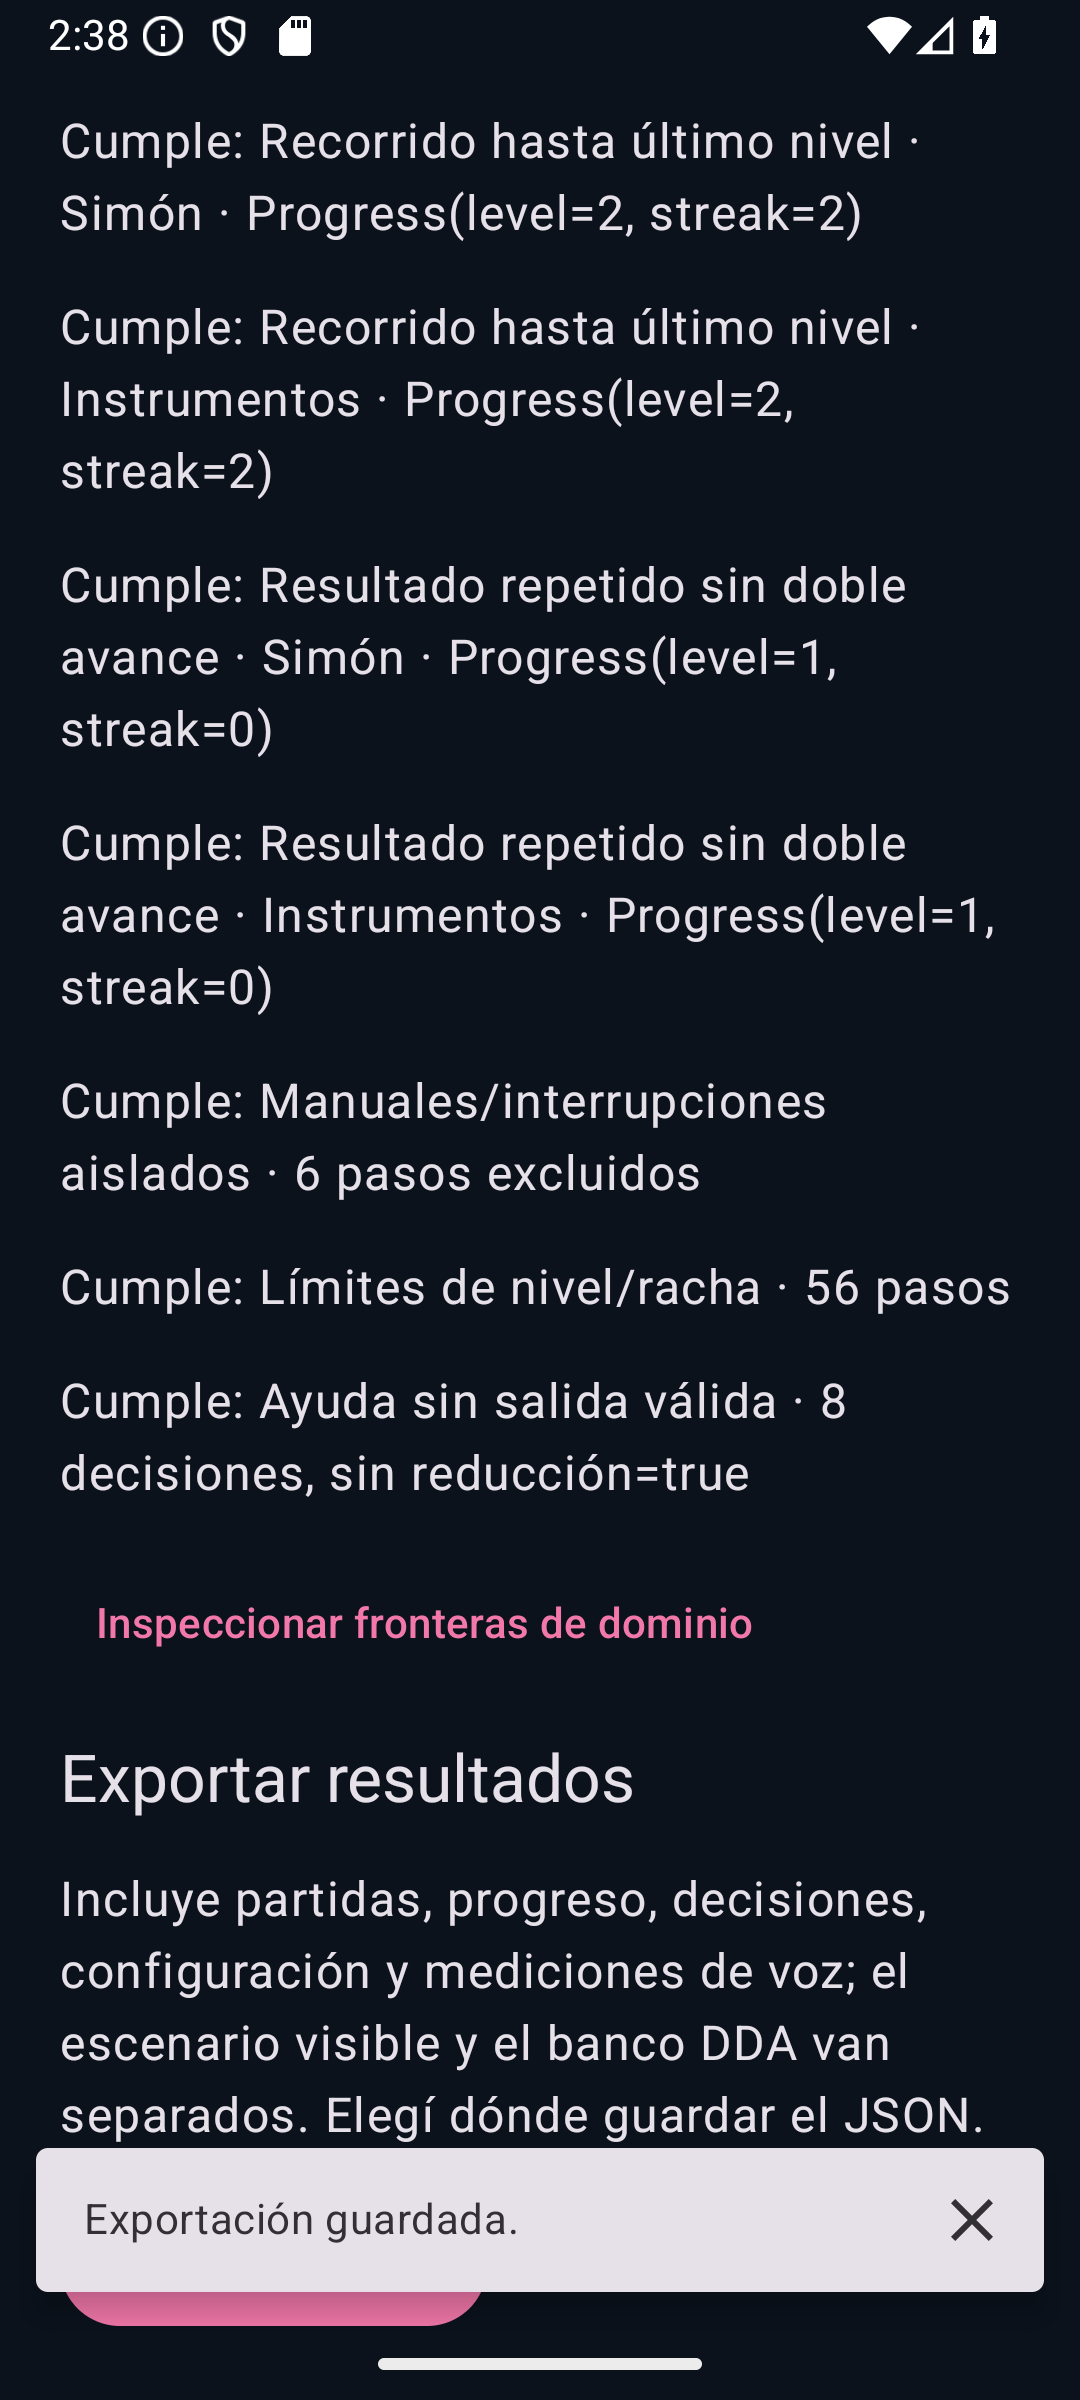 2:38
Cumple: Recorrido hasta último nivel ·
Simón · Progress(level=2, streak=2)
Cumple: Recorrido hasta último nivel ·
Instrumentos · Progress(level=2,
streak=2)
Cumple: Resultado repetido sin doble
avance · Simón · Progress(level=1,
streak=0)
Cumple: Resultado repetido sin doble
avance · Instrumentos · Progress(level=1,
streak=0)
Cumple: Manuales/interrupciones
aislados · 6 pasos excluidos
Cumple: Límites de nivel/racha · 56 pasos
Cumple: Ayuda sin salida válida · 8
decisiones, sin reducción=true
Inspeccionar fronteras de dominio
Exportar resultados
Incluye partidas, progreso, decisiones,
configuración y mediciones de voz; el
escenario visible y el banco DDA van
separados. Elegí dónde guardar el JSON.
Exportación guardada.